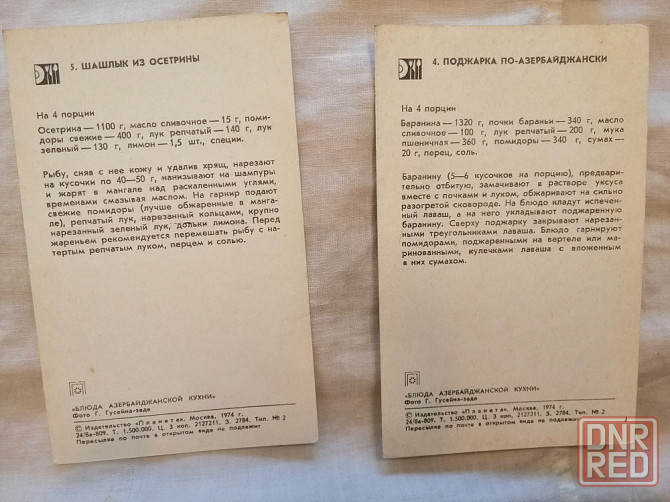 5. ШАШЛЫК ИЗ ОСЕТРИНЫ
На 4 порции
Осетрина — 1100 г, масло сливочное — 15 г, поми-
доры свежие — 400 г, лук репчатый — 140 г, лук
зеленый — 130 г, лимон — 1,5 шт., специи.
Рыбу, сняв с нее кожу и удалив хрящ, нарезают
на кусочки по 40—50 г, нанизывают на шампуры
и жарят в мангале над раскаленными углями,
временами смазывая маслом. На гарнир подают
свежие помидоры (лучше обжаренные в манга-
ле), репчатый лук, нарезанный кольцами, крупно
нарезанный зеленый лук, дольки лимона. Перед
жареньем рекомендуется перемешать рыбу с на-
тертым репчатым луком, перцем и солью.
«БЛЮДА АЗЕРБАЙДЖАНСКОЙ КУХНИ»
Фото Г. Гусейна-заде
© Издательство «Планета». Москва, 1974 г.
24/8а-809. Т. 1.500.000. Ц. 3 коп. 2127211. З. 2784. Тип. № 2
Пересылке по почте в открытом виде не подлежит
4. ПОДЖАРКА ПО-АЗЕРБАЙДЖАНСКИ
На 4 порции
Баранина — 1320 г, почки бараньи — 340 г, масло
сливочное — 100 г, лук репчатый — 200 г, мука
пшеничная — 360 г, помидоры — 340 г, сумах —
20 г, перец, соль.
Баранину (5—6 кусочков на порцию), предвари-
тельно отбитую, замачивают в растворе уксуса
вместе с почками и луком, обжаривают на сильно
разогретой сковороде. На блюдо кладут испечен-
ный лаваш, а на него укладывают поджаренную
баранину. Сверху поджарку закрывают нарезан-
ными треугольниками лаваша. Блюдо гарнируют
помидорами, поджаренными на вертеле или ма-
ринованными, кулечками лаваша с вложенным
в них сумахом.
«БЛЮДА АЗЕРБАЙДЖАНСКОЙ КУХНИ»
Фото Г. Гусейна-заде
© Издательство «Планета». Москва, 1974 г.
24/8а-809. Т. 1.500.000. Ц. 3 коп. 2127211. З. 2784. Тип. № 2
Пересылке по почте в открытом виде не подлежит
DNR
RED